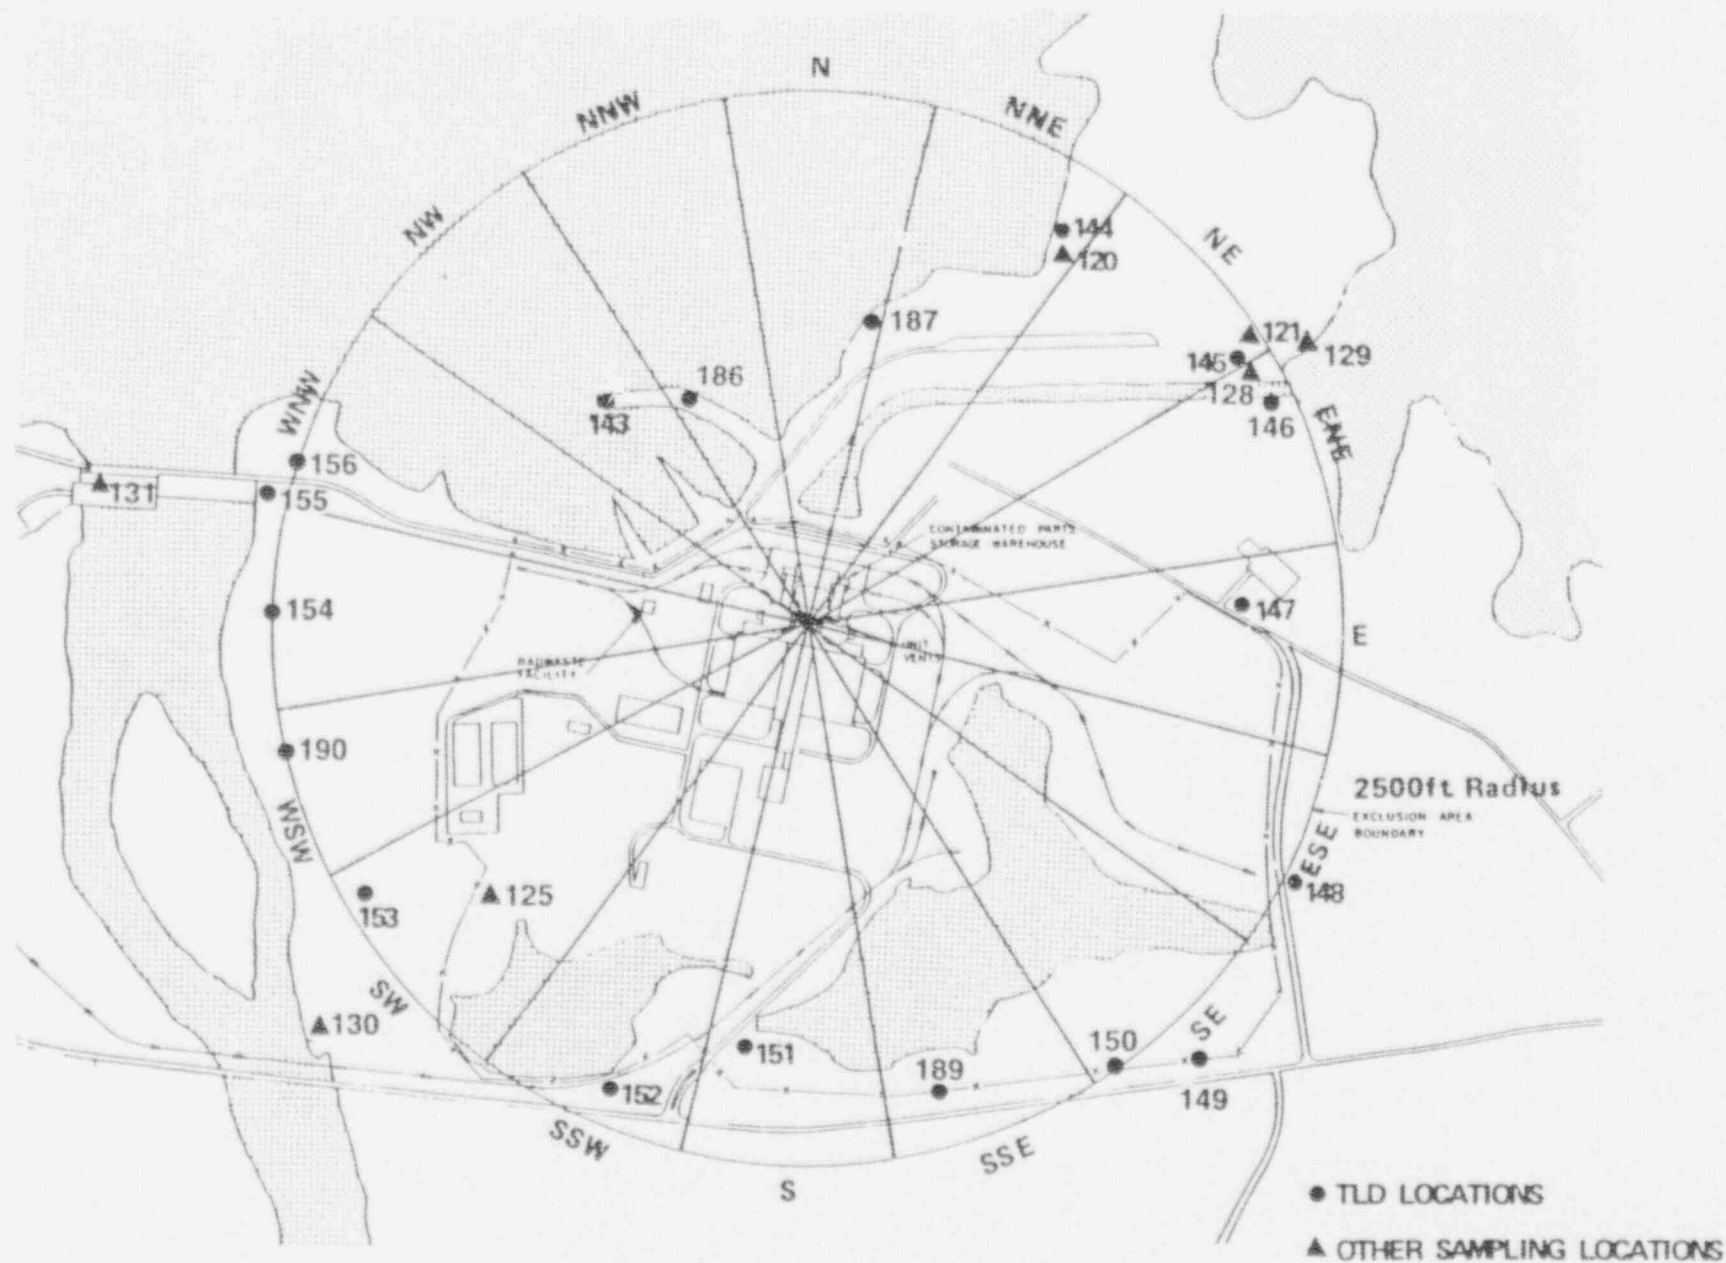 N
NNW
NNE
NW
NE
144
120
187
121
129
145
128
146
186
143
WNW
ENE
156
131
155
CONTAMINATED PARTS
STORAGE WAREHOUSE
154
147
E
RADWASTE
FACILITY
UNIT
VENTS
190
2500ft Radius
EXCLUSION AREA
BOUNDARY
WSW
ESE
148
153
125
SW
130
SE
151
150
189
149
152
SSW
SSE
S
TLD LOCATIONS
OTHER SAMPLING LOCATIONS